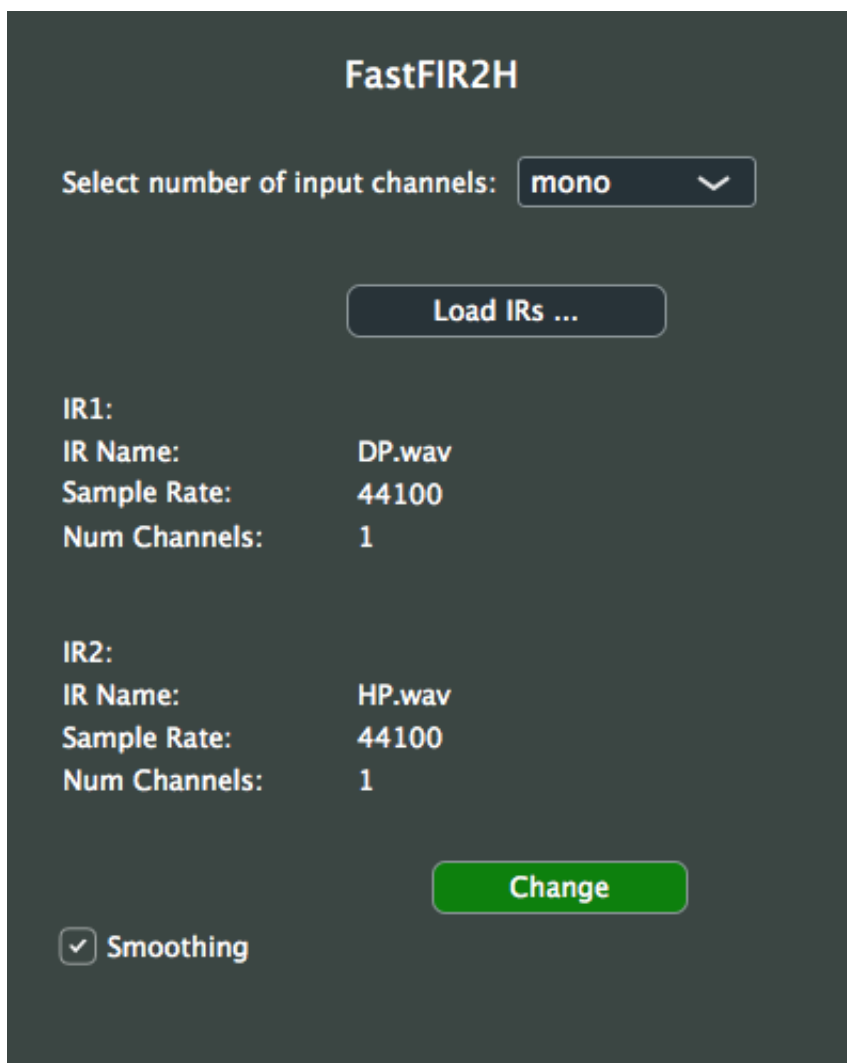 FastFIR2H
Select number of input channels: mono
Load IRs ...
IR1:
IR Name: DP.wav
Sample Rate: 44100
Num Channels: 1
IR2:
IR Name: HP.wav
Sample Rate: 44100
Num Channels: 1
Change
Smoothing